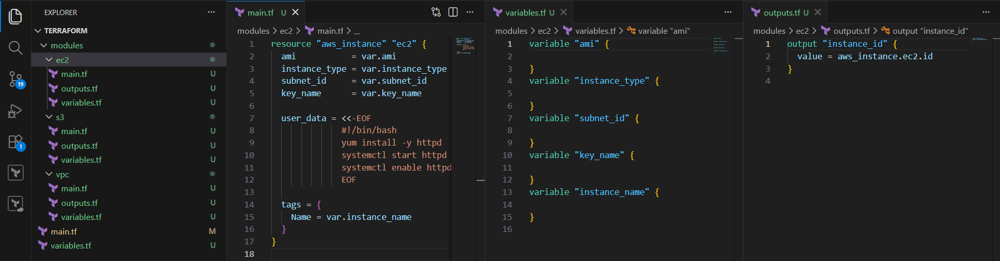 EXPLORER
TERRAFORM
modules
ec2
main.tf U
outputs.tf U
variables.tf U
s3
main.tf U
outputs.tf U
variables.tf U
vpc
main.tf U
outputs.tf U
variables.tf U
main.tf M
variables.tf U
19
1
main.tf U
modules > ec2 > main.tf > ...
1 resource "aws_instance" "ec2" {
2 ami = var.ami
3 instance_type = var.instance_type
4 subnet_id = var.subnet_id
5 key_name = var.key_name
6
7 user_data = <<-EOF
8 #!/bin/bash
9 yum install -y httpd
10 systemctl start httpd
11 systemctl enable httpd
12 EOF
13
14 tags = {
15 Name = var.instance_name
16 }
17 }
18
variables.tf U
modules > ec2 > variables.tf > variable "ami"
1 variable "ami" {
2
3 }
4 variable "instance_type" {
5
6 }
7 variable "subnet_id" {
8
9 }
10 variable "key_name" {
11
12 }
13 variable "instance_name" {
14
15 }
16
outputs.tf U
modules > ec2 > outputs.tf > output "instance_id"
1 output "instance_id" {
2 value = aws_instance.ec2.id
3 }
4